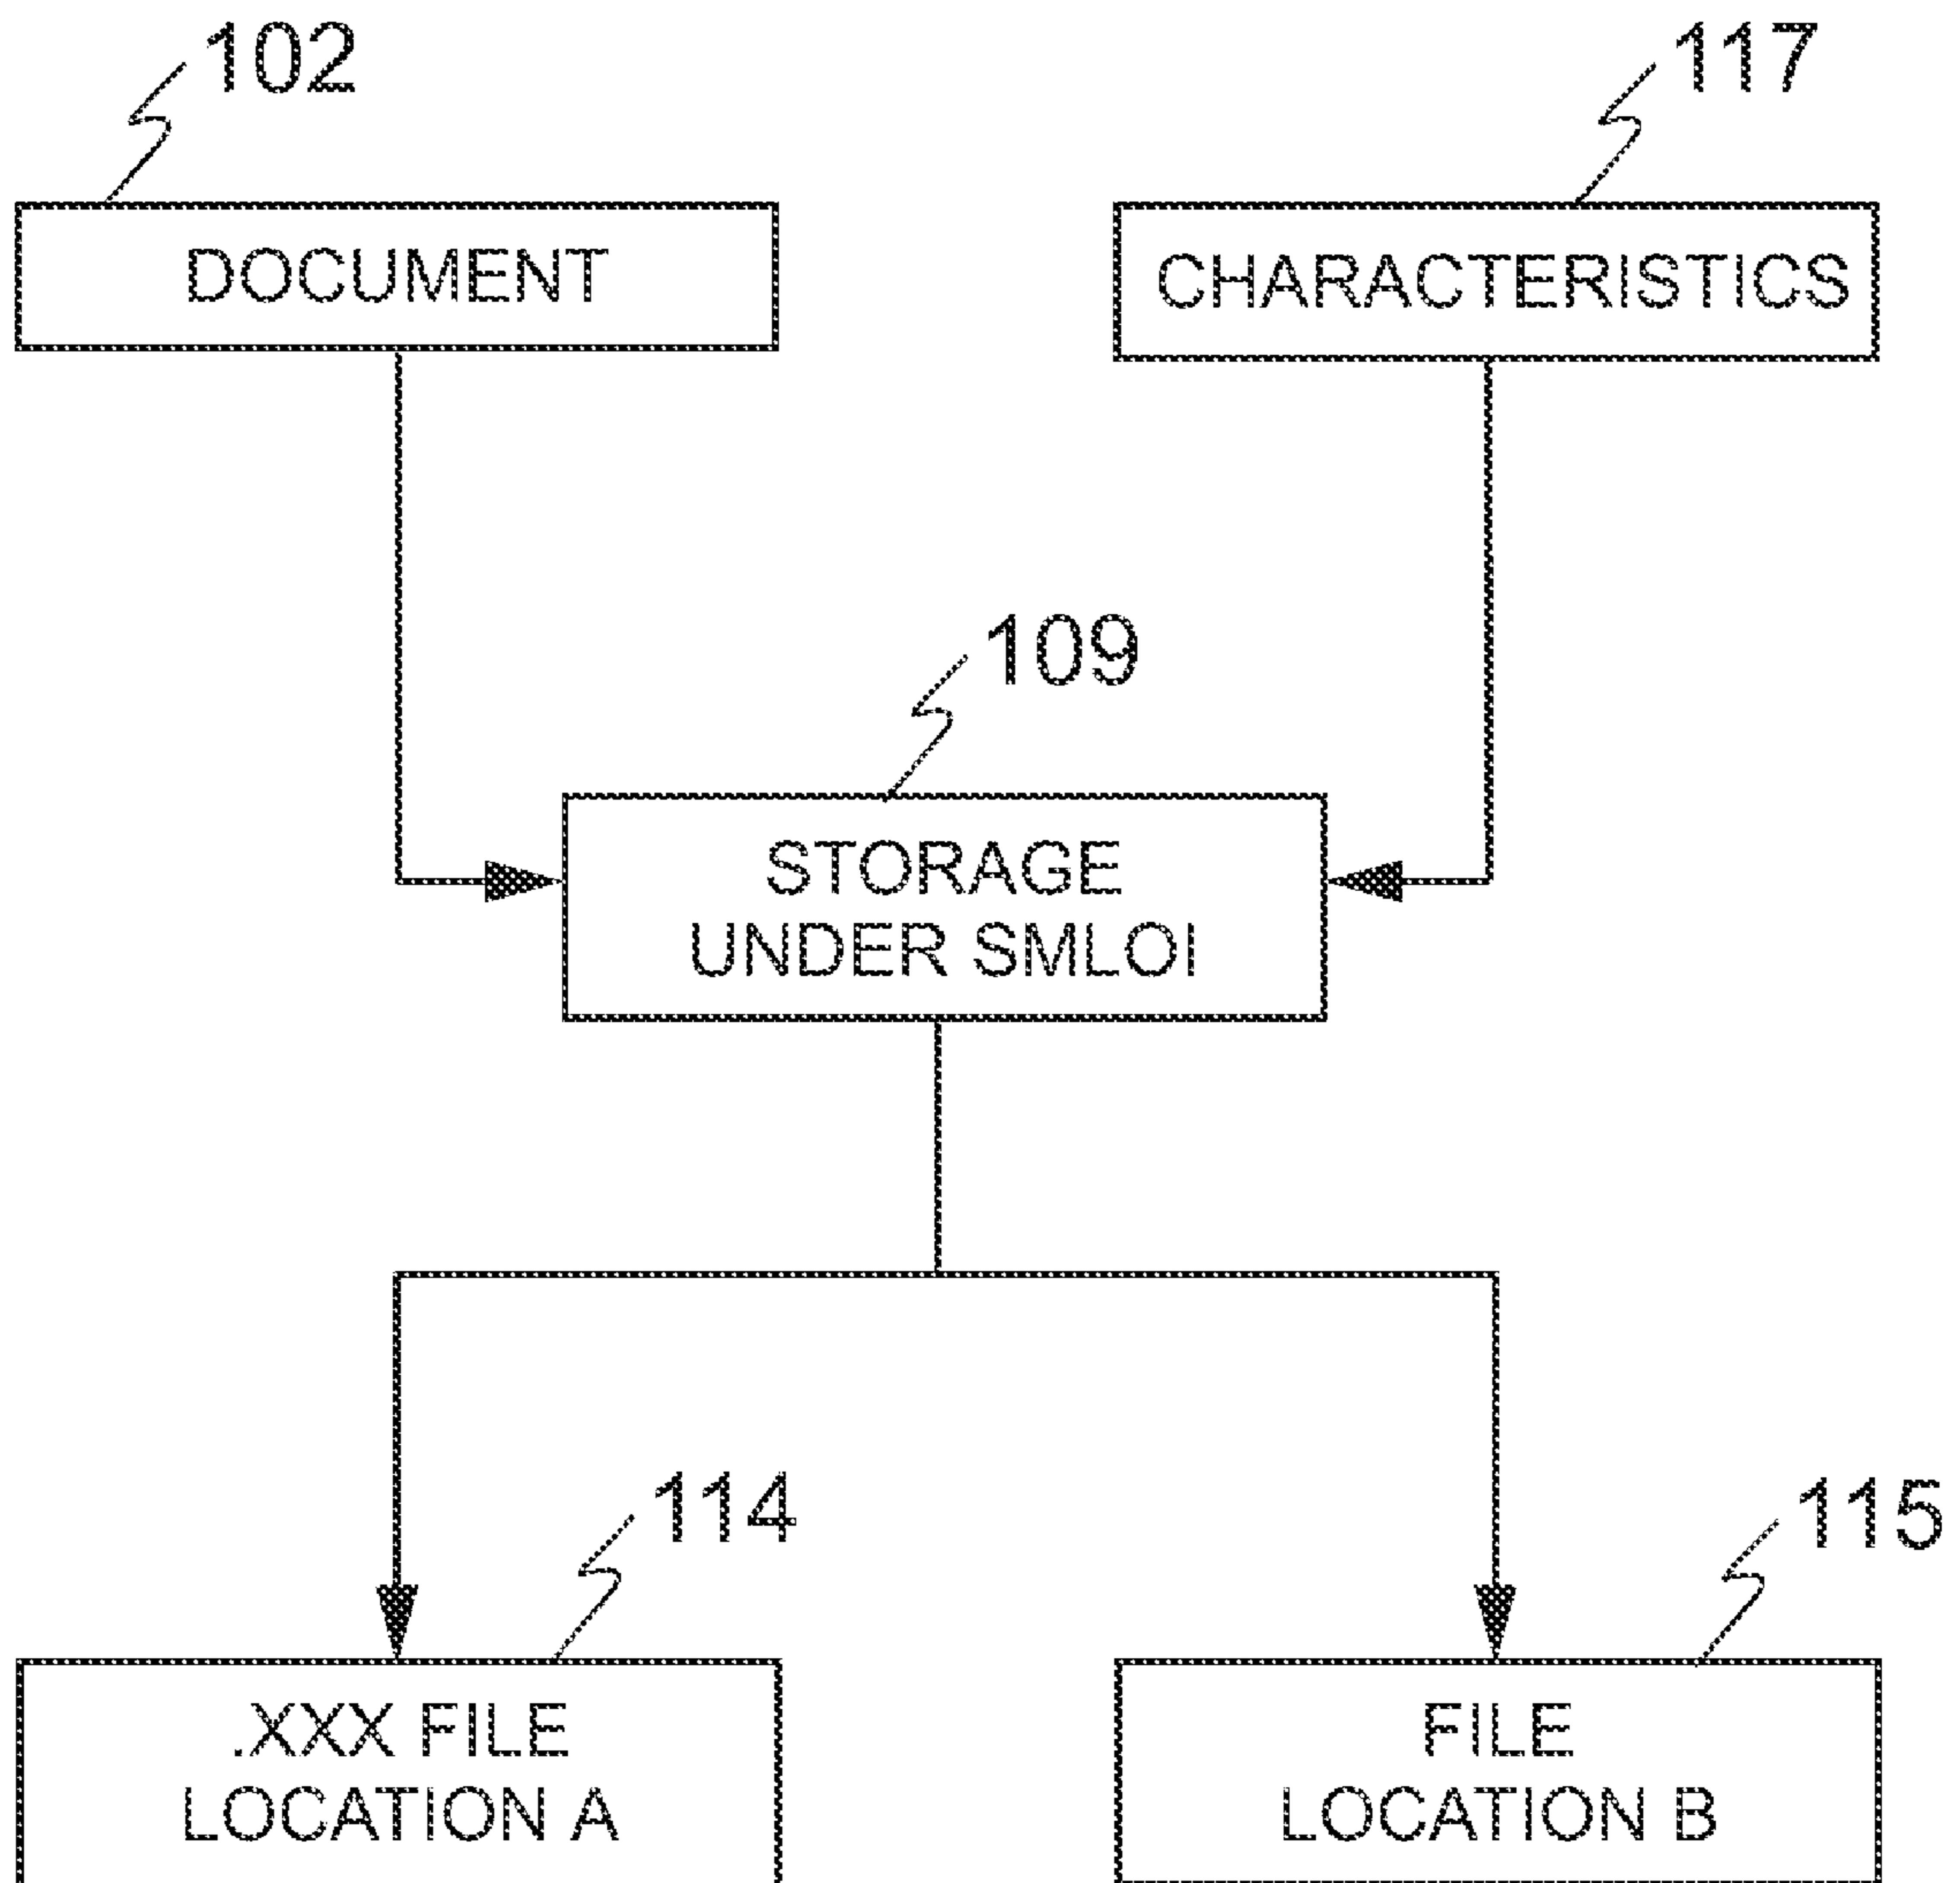 102
117
DOCUMENT
CHARACTERISTICS
109
STORAGE
UNDER SMLOI
114
115
.XXX FILE
LOCATION A
FILE
LOCATION B